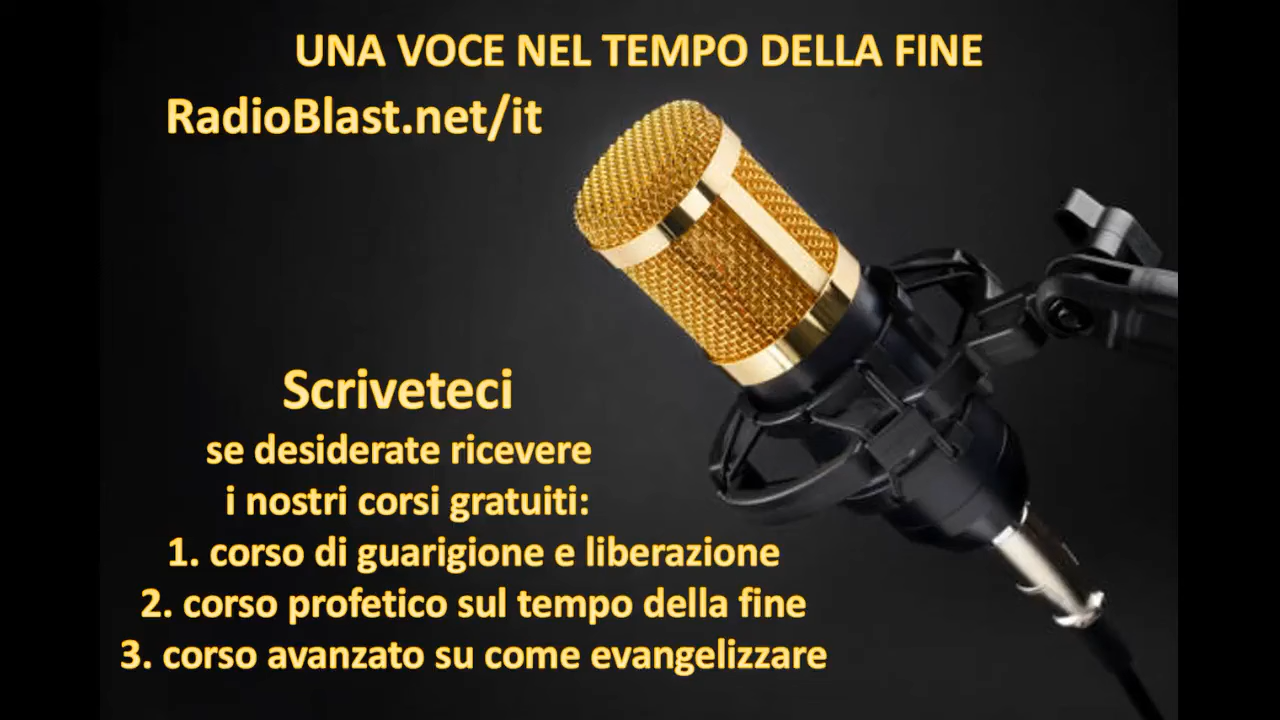 UNA VOCE NEL TEMPO DELLA FINE
RadioBlast.net/it
Scriveteci
se desiderate ricevere
i nostri corsi gratuiti:
1. corso di guarigione e liberazione
2. corso profetico sul tempo della fine
3. corso avanzato su come evangelizzare